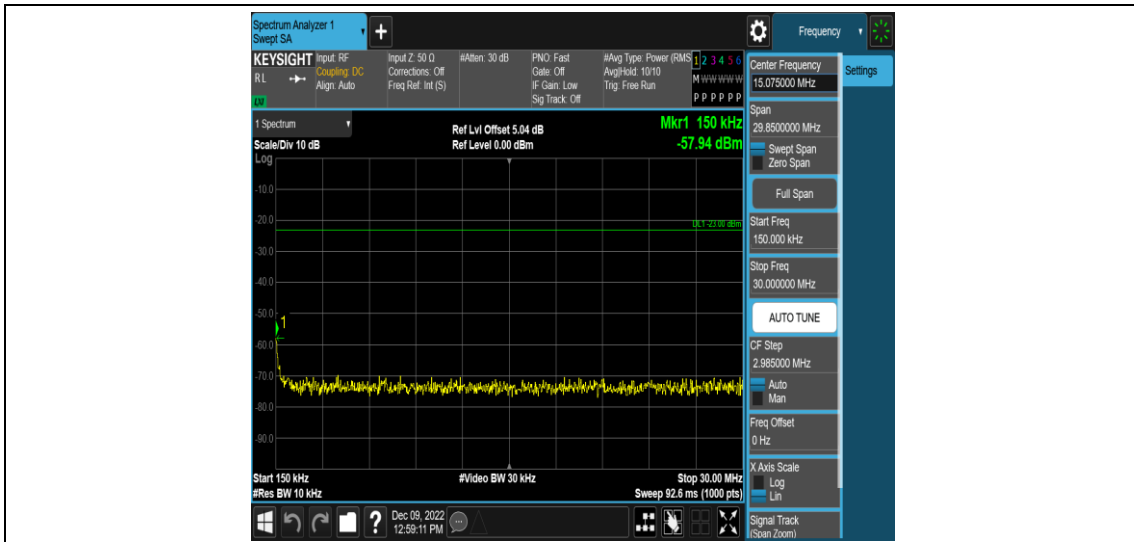 Spectrum Analyzer 1
Swept SA
+
Frequency
KEYSIGHT
RL
LM
Input: RF
Coupling: DC
Align: Auto
Input Z: 50 Ω
Corrections: Off
Freq Ref: Int (S)
#Atten: 30 dB
PNO: Fast
Gate: Off
IF Gain: Low
Sig Track: Off
#Avg Type: Power (RMS
Avg|Hold: 10/10
Trig: Free Run
1 2 3 4 5 6
M W W W W W
P P P P P P
1 Spectrum
Scale/Div 10 dB
Log
Ref Lvl Offset 5.04 dB
Ref Level 0.00 dBm
Mkr1 150 kHz
-57.94 dBm
-10.0
-20.0
DL1 -23.00 dBm
-30.0
-40.0
-50.0
1
-60.0
-70.0
-80.0
-90.0
Start 150 kHz
#Res BW 10 kHz
#Video BW 30 kHz
Stop 30.00 MHz
Sweep 92.6 ms (1000 pts)
?
Dec 09, 2022
12:59:11 PM
Center Frequency
15.075000 MHz
Settings
Span
29.8500000 MHz
Swept Span
Zero Span
Full Span
Start Freq
150.000 kHz
Stop Freq
30.000000 MHz
AUTO TUNE
CF Step
2.985000 MHz
Auto
Man
Freq Offset
0 Hz
X Axis Scale
Log
Lin
Signal Track
(Span Zoom)